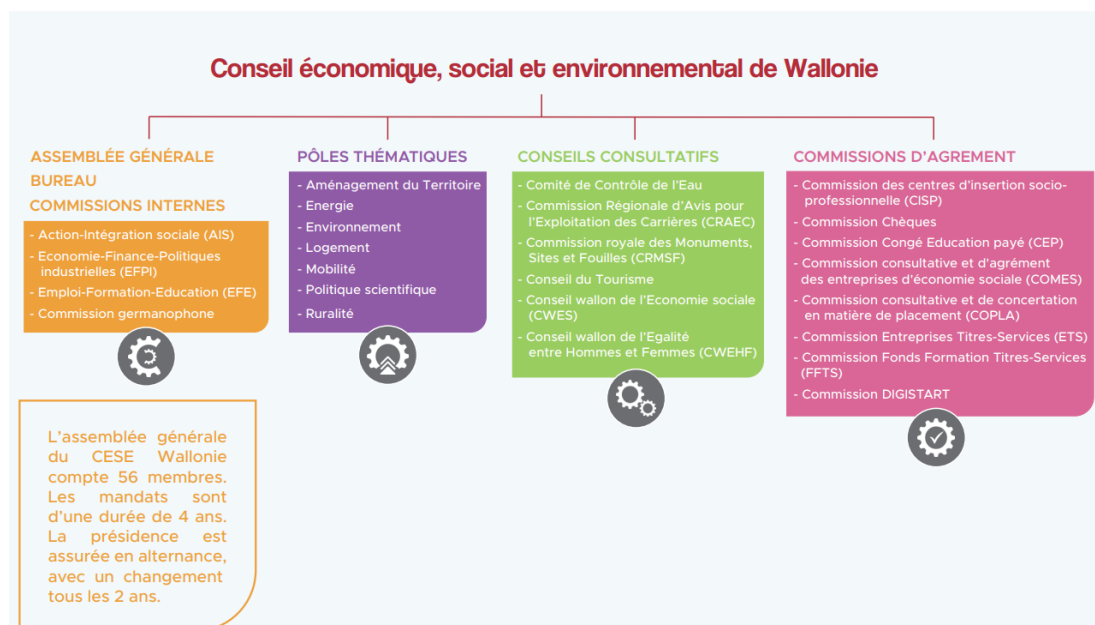 Conseil économique, social et environnemental de Wallonie
ASSEMBLÉE GÉNÉRALE
BUREAU
COMMISSIONS INTERNES
- Action-Intégration sociale (AIS)
- Economie-Finance-Politiques
industrielles (EFPI)
- Emploi-Formation-Education (EFE)
- Commission germanophone
L'assemblée générale
du CESE Wallonie
compte 56 membres.
Les mandats sont
d'une durée de 4 ans.
La présidence est
assurée en alternance,
avec un changement
tous les 2 ans.
PÔLES THÉMATIQUES
- Aménagement du Territoire
- Energie
- Environnement
- Logement
- Mobilité
- Politique scientifique
- Ruralité
CONSEILS CONSULTATIFS
- Comité de Contrôle de l'Eau
- Commission Régionale d'Avis pour
l'Exploitation des Carrières (CRAEC)
- Commission royale des Monuments,
Sites et Fouilles (CRMSF)
- Conseil du Tourisme
- Conseil wallon de l'Economie sociale
(CWES)
- Conseil wallon de l'Egalité
entre Hommes et Femmes (CWEHF)
COMMISSIONS D'AGREMENT
- Commission des centres d'insertion socio-
professionnelle (CISP)
- Commission Chèques
- Commission Congé Education payé (CEP)
- Commission consultative et d'agrément
des entreprises d'économie sociale (COMES)
- Commission consultative et de concertation
en matière de placement (COPLA)
- Commission Entreprises Titres-Services (ETS)
- Commission Fonds Formation Titres-Services
(FFTS)
- Commission DIGISTART